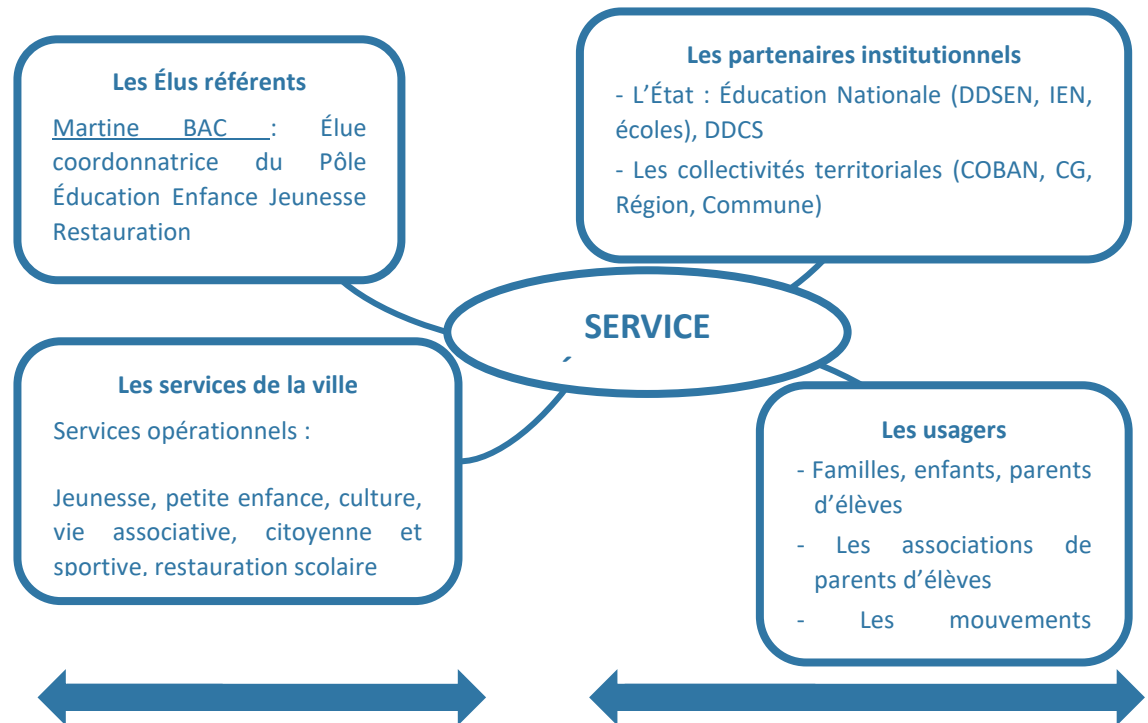 Les Élus référents
Martine BAC : Élue
coordonnatrice du Pôle
Éducation Enfance Jeunesse
Restauration
Les partenaires institutionnels
- L'État : Éducation Nationale (DDSEN, IEN,
écoles), DDCS
- Les collectivités territoriales (COBAN, CG,
Région, Commune)
SERVICE
Les services de la ville
Services opérationnels :
Jeunesse, petite enfance, culture,
vie associative, citoyenne et
sportive, restauration scolaire
Les usagers
- Familles, enfants, parents
d'élèves
- Les associations de
parents d'élèves
- Les mouvements